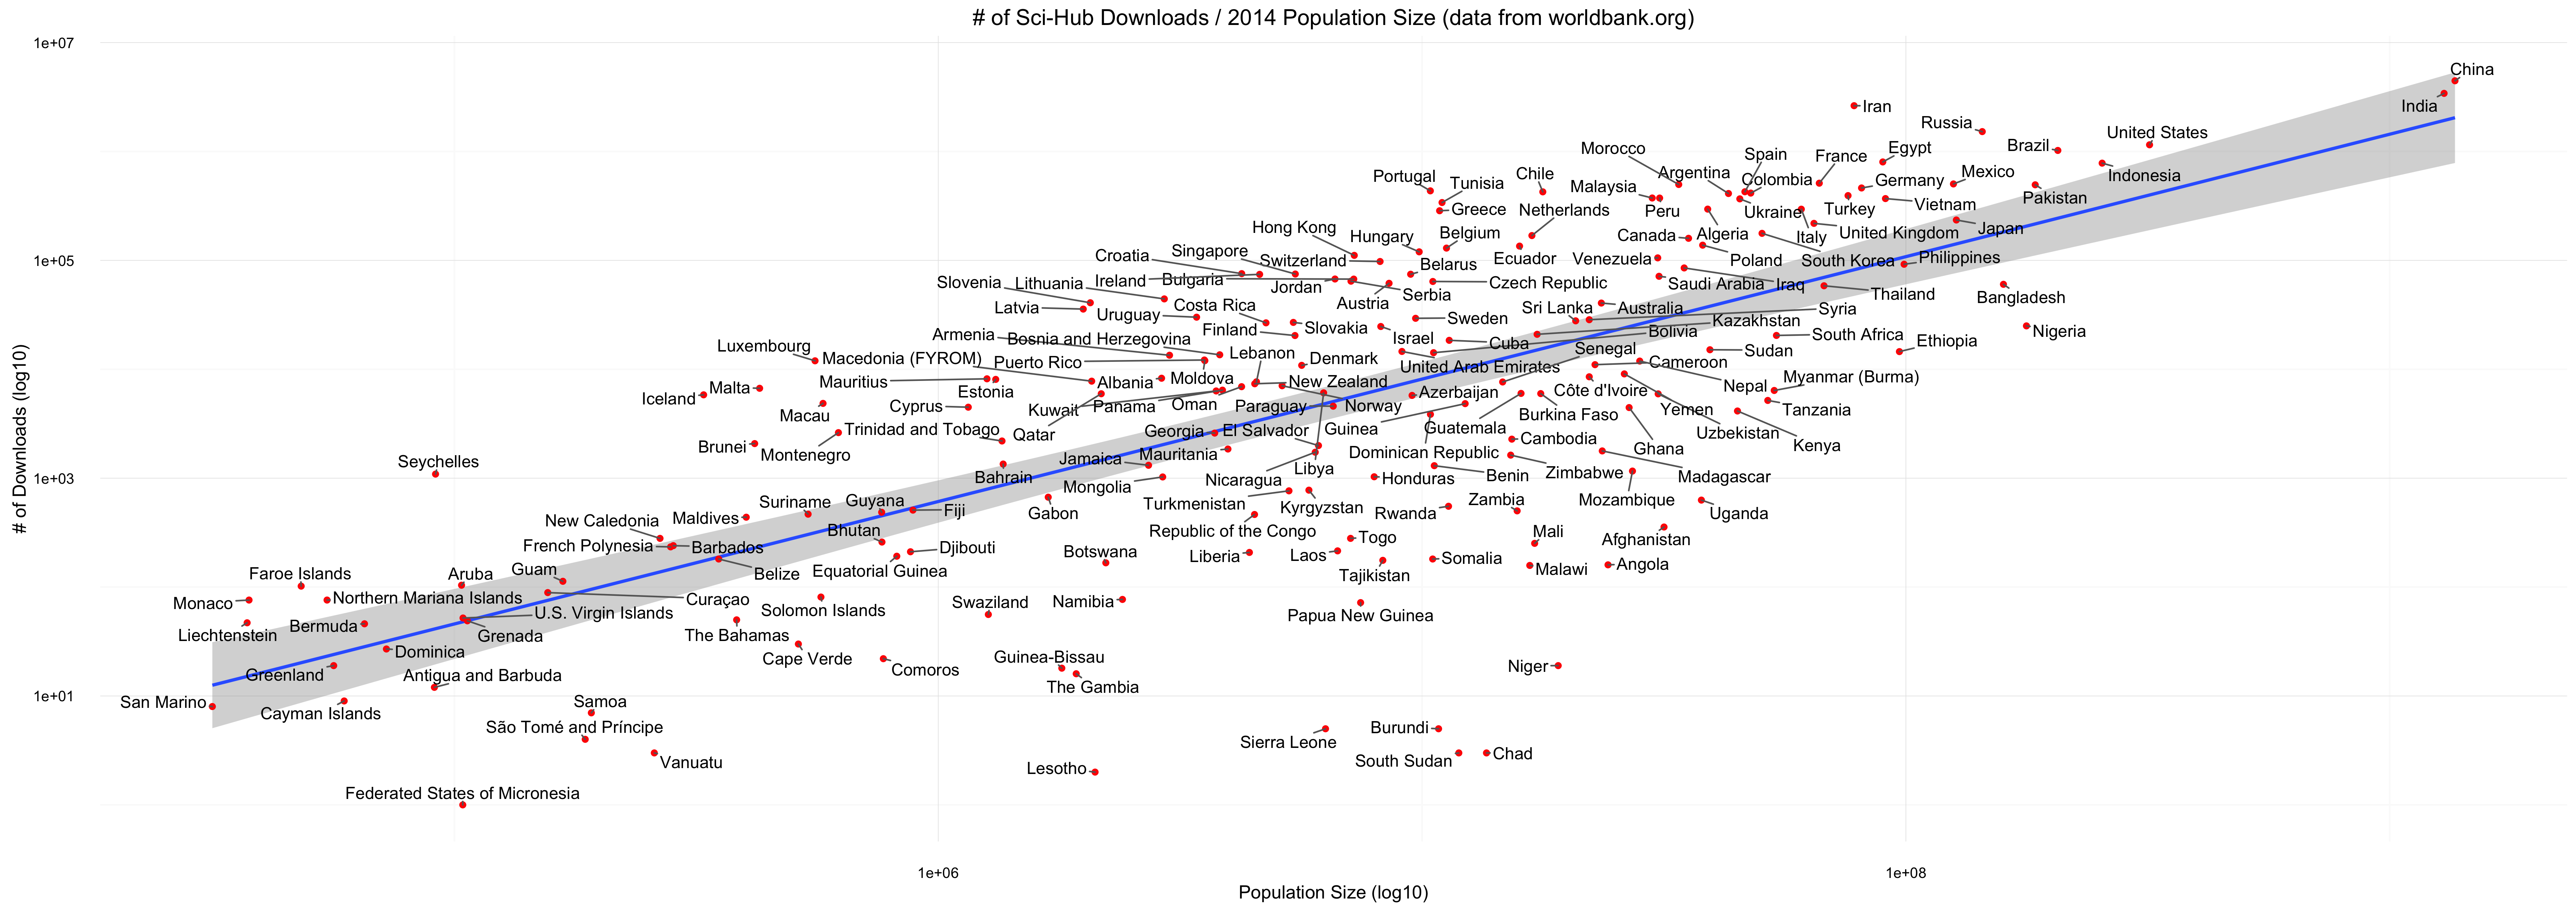 # of Sci-Hub Downloads / 2014 Population Size (data from worldbank.org)
1e+07
China
India
Iran
Russia
United States
Brazil
Morocco
Spain
France
Egypt
Indonesia
Portugal
Tunisia
Chile
Malaysia
Argentina
Colombia
Germany
Mexico
Pakistan
Greece
Netherlands
Peru
Ukraine
Turkey
Vietnam
Hong Kong
Hungary
Belgium
Canada
Algeria
Italy
United Kingdom
Japan
1e+05
Croatia
Singapore
Switzerland
Belarus
Ecuador
Venezuela
Poland
South Korea
Philippines
Slovenia
Lithuania
Ireland
Bulgaria
Jordan
Austria
Serbia
Czech Republic
Saudi Arabia
Iraq
Thailand
Bangladesh
Latvia
Uruguay
Costa Rica
Finland
Slovakia
Sweden
Sri Lanka
Australia
Syria
Nigeria
Armenia
Bosnia and Herzegovina
Israel
Cuba
Bolivia
Kazakhstan
South Africa
Ethiopia
Luxembourg
Macedonia (FYROM)
Puerto Rico
Lebanon
Denmark
United Arab Emirates
Senegal
Cameroon
Sudan
Iceland
Malta
Mauritius
Estonia
Albania
Moldova
New Zealand
Azerbaijan
Côte d'Ivoire
Nepal
Myanmar (Burma)
Macau
Cyprus
Kuwait
Panama
Oman
Paraguay
Norway
Burkina Faso
Yemen
Tanzania
Brunei
Montenegro
Trinidad and Tobago
Qatar
Georgia
El Salvador
Guinea
Guatemala
Cambodia
Ghana
Uzbekistan
Kenya
Seychelles
1e+03
Bahrain
Jamaica
Mauritania
Libya
Dominican Republic
Benin
Zimbabwe
Madagascar
Mongolia
Nicaragua
Honduras
Mozambique
Suriname
Guyana
Fiji
Gabon
Turkmenistan
Kyrgyzstan
Rwanda
Zambia
Uganda
New Caledonia
Maldives
Bhutan
Republic of the Congo
Togo
Mali
Afghanistan
French Polynesia
Barbados
Djibouti
Botswana
Liberia
Laos
Tajikistan
Somalia
Malawi
Angola
Faroe Islands
Aruba
Guam
Belize
Equatorial Guinea
Monaco
Northern Mariana Islands
Curaçao
Solomon Islands
Swaziland
Namibia
Papua New Guinea
Liechtenstein
Bermuda
U.S. Virgin Islands
Grenada
The Bahamas
Dominica
Cape Verde
Comoros
Guinea-Bissau
Niger
Greenland
Antigua and Barbuda
The Gambia
1e+01
San Marino
Cayman Islands
Samoa
São Tomé and Príncipe
Vanuatu
Sierra Leone
Burundi
South Sudan
Chad
Lesotho
Federated States of Micronesia
# of Downloads (log10)
1e+06
1e+08
Population Size (log10)